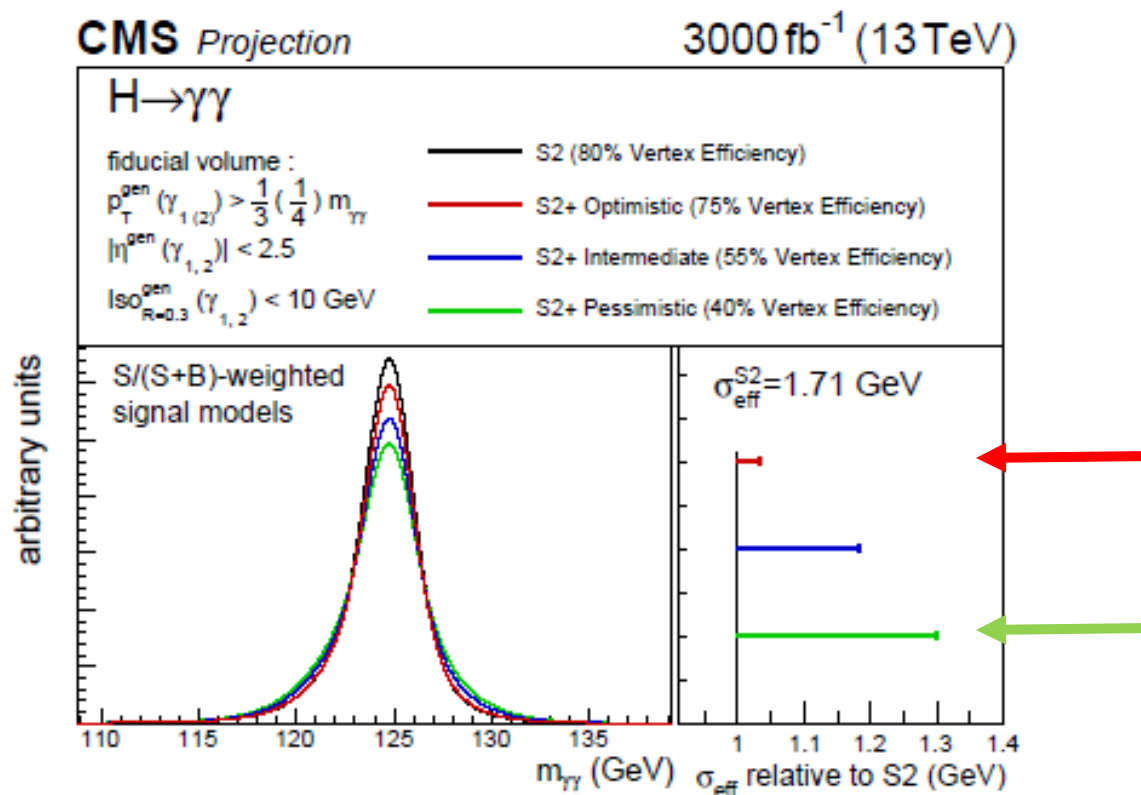 CMS Projection 3000 fb⁻¹ (13 TeV)
H→γγ
fiducial volume :
p_T^gen (γ_1 (2)) > 1/3 ( 1/4 ) m_γγ
|η^gen (γ_1, 2)| < 2.5
Iso_R=0.3^gen (γ_1, 2) < 10 GeV
S2 (80% Vertex Efficiency)
S2+ Optimistic (75% Vertex Efficiency)
S2+ Intermediate (55% Vertex Efficiency)
S2+ Pessimistic (40% Vertex Efficiency)
arbitrary units
S/(S+B)-weighted
signal models
110 115 120 125 130 135
m_γγ (GeV)
σ_eff^S2=1.71 GeV
1 1.1 1.2 1.3 1.4
σ_eff relative to S2 (GeV)